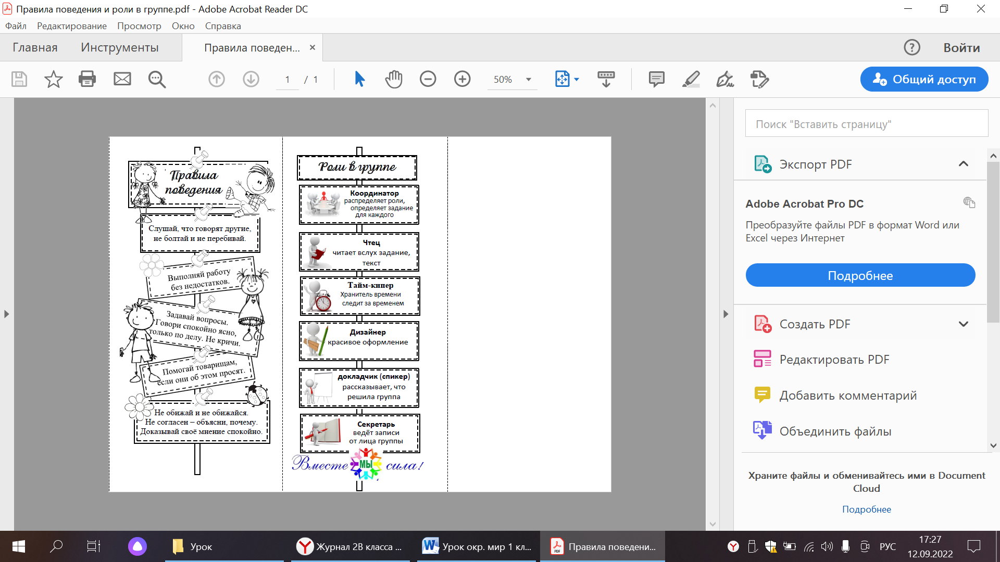 Правила поведения и роли в группе.pdf - Adobe Acrobat Reader DC
Файл Редактирование Просмотр Окно Справка
Главная Инструменты Правила поведен... × ? Войти
1 / 1 50% Общий доступ
Правила
поведения
Слушай, что говорят другие,
не болтай и не перебивай.
Выполняй работу
без недостатков.
Задавай вопросы.
Говори спокойно ясно,
только по делу. Не кричи.
Помогай товарищам,
если они об этом просят.
Не обижай и не обижайся.
Не согласен – объясни, почему.
Доказывай своё мнение спокойно.
Роли в группе
Координатор
распределяет роли,
определяет задание
для каждого
Чтец
читает вслух задание,
текст
Тайм-кипер
Хранитель времени
следит за временем
Дизайнер
красивое оформление
докладчик (спикер)
рассказывает, что
решила группа
Секретарь
ведёт записи
от лица группы
Вместе МЫ сила!
Поиск "Вставить страницу"
Экспорт PDF
Adobe Acrobat Pro DC
Преобразуйте файлы PDF в формат Word или
Excel через Интернет
Подробнее
Создать PDF
Редактировать PDF
Добавить комментарий
Объединить файлы
Храните файлы и обменивайтесь ими в Document
Cloud
Подробнее
Урок
Журнал 2В класса ...
Урок окр. мир 1 кл...
Правила поведени...
РУС
17:27
12.09.2022